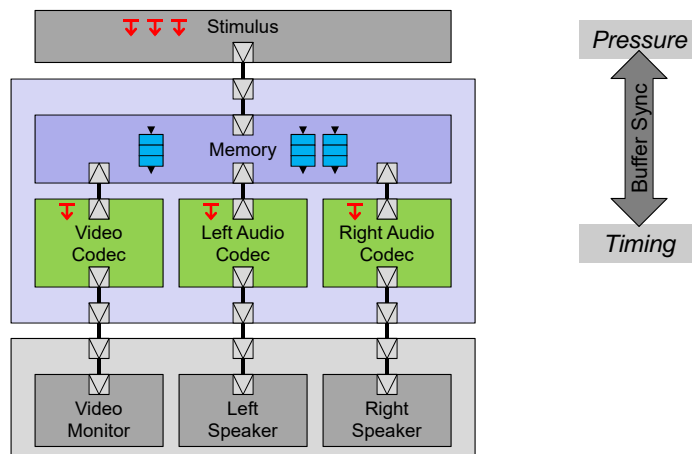 Stimulus
Pressure
Buffer Sync
Memory
Video
Codec
Left Audio
Codec
Right Audio
Codec
Timing
Video
Monitor
Left
Speaker
Right
Speaker